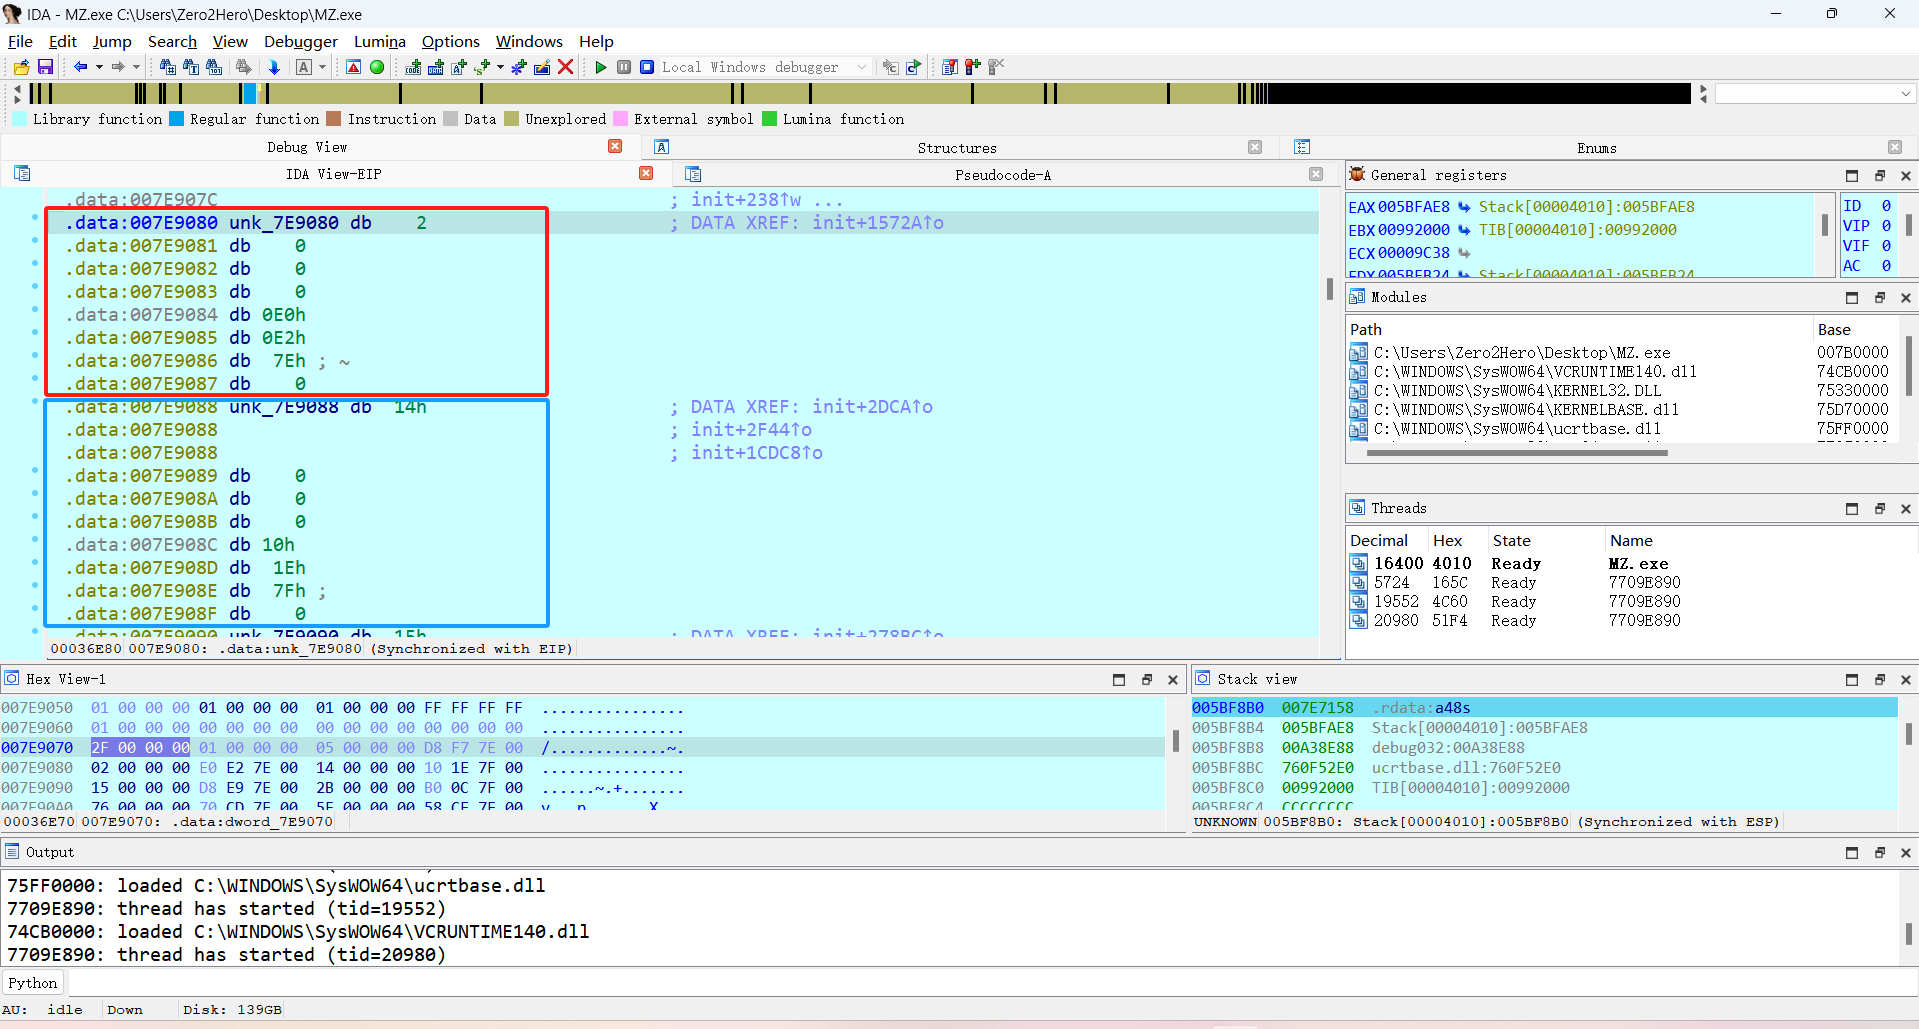 IDA - MZ.exe C:\Users\Zero2Hero\Desktop\MZ.exe
File Edit Jump Search View Debugger Lumina Options Windows Help
Local Windows debugger
Library function Regular function Instruction Data Unexplored External symbol Lumina function
Debug View Structures Enums
IDA View-EIP Pseudocode-A
.data:007E907C ; init+238↑w ...
.data:007E9080 unk_7E9080 db 2 ; DATA XREF: init+1572A↑o
.data:007E9081 db 0
.data:007E9082 db 0
.data:007E9083 db 0
.data:007E9084 db 0E0h
.data:007E9085 db 0E2h
.data:007E9086 db 7Eh ; ~
.data:007E9087 db 0
.data:007E9088 unk_7E9088 db 14h ; DATA XREF: init+2DCA↑o
.data:007E9088 ; init+2F44↑o
.data:007E9088 ; init+1CDC8↑o
.data:007E9089 db 0
.data:007E908A db 0
.data:007E908B db 0
.data:007E908C db 10h
.data:007E908D db 1Eh
.data:007E908E db 7Fh ;
.data:007E908F db 0
.data:007E9090 unk_7E9090 db 15h ; DATA XREF: init+278BC↑o
00036E80 007E9080: .data:unk_7E9080 (Synchronized with EIP)
General registers
EAX 005BFAE8 Stack[00004010]:005BFAE8
EBX 00992000 TIB[00004010]:00992000
ECX 00009C38
EDX 005BFB24 Stack[00004010]:005BFB24
ID 0
VIP 0
VIF 0
AC 0
Modules
Path Base
C:\Users\Zero2Hero\Desktop\MZ.exe 007B0000
C:\WINDOWS\SysWOW64\VCRUNTIME140.dll 74CB0000
C:\WINDOWS\SysWOW64\KERNEL32.DLL 75330000
C:\WINDOWS\SysWOW64\KERNELBASE.dll 75D70000
C:\WINDOWS\SysWOW64\ucrtbase.dll 75FF0000
Threads
Decimal Hex State Name
16400 4010 Ready MZ.exe
5724 165C Ready 7709E890
19552 4C60 Ready 7709E890
20980 51F4 Ready 7709E890
Hex View-1
007E9050 01 00 00 00 01 00 00 00 01 00 00 00 FF FF FF FF ................
007E9060 01 00 00 00 00 00 00 00 00 00 00 00 00 00 00 00 ................
007E9070 2F 00 00 00 01 00 00 00 05 00 00 00 D8 F7 7E 00 /.............~.
007E9080 02 00 00 00 E0 E2 7E 00 14 00 00 00 10 1E 7F 00 ................
007E9090 15 00 00 00 D8 E9 7E 00 2B 00 00 00 B0 0C 7F 00 ......~.+.......
007E90A0 76 00 00 00 70 CD 7E 00 5E 00 00 00 58 CE 7E 00
00036E70 007E9070: .data:dword_7E9070
Stack view
005BF8B0 007E7158 .rdata:a48s
005BF8B4 005BFAE8 Stack[00004010]:005BFAE8
005BF8B8 00A38E88 debug032:00A38E88
005BF8BC 760F52E0 ucrtbase.dll:760F52E0
005BF8C0 00992000 TIB[00004010]:00992000
005BF8C4 CCCCCCCC
UNKNOWN 005BF8B0: Stack[00004010]:005BF8B0 (Synchronized with ESP)
Output
75FF0000: loaded C:\WINDOWS\SysWOW64\ucrtbase.dll
7709E890: thread has started (tid=19552)
74CB0000: loaded C:\WINDOWS\SysWOW64\VCRUNTIME140.dll
7709E890: thread has started (tid=20980)
Python
AU: idle Down Disk: 139GB